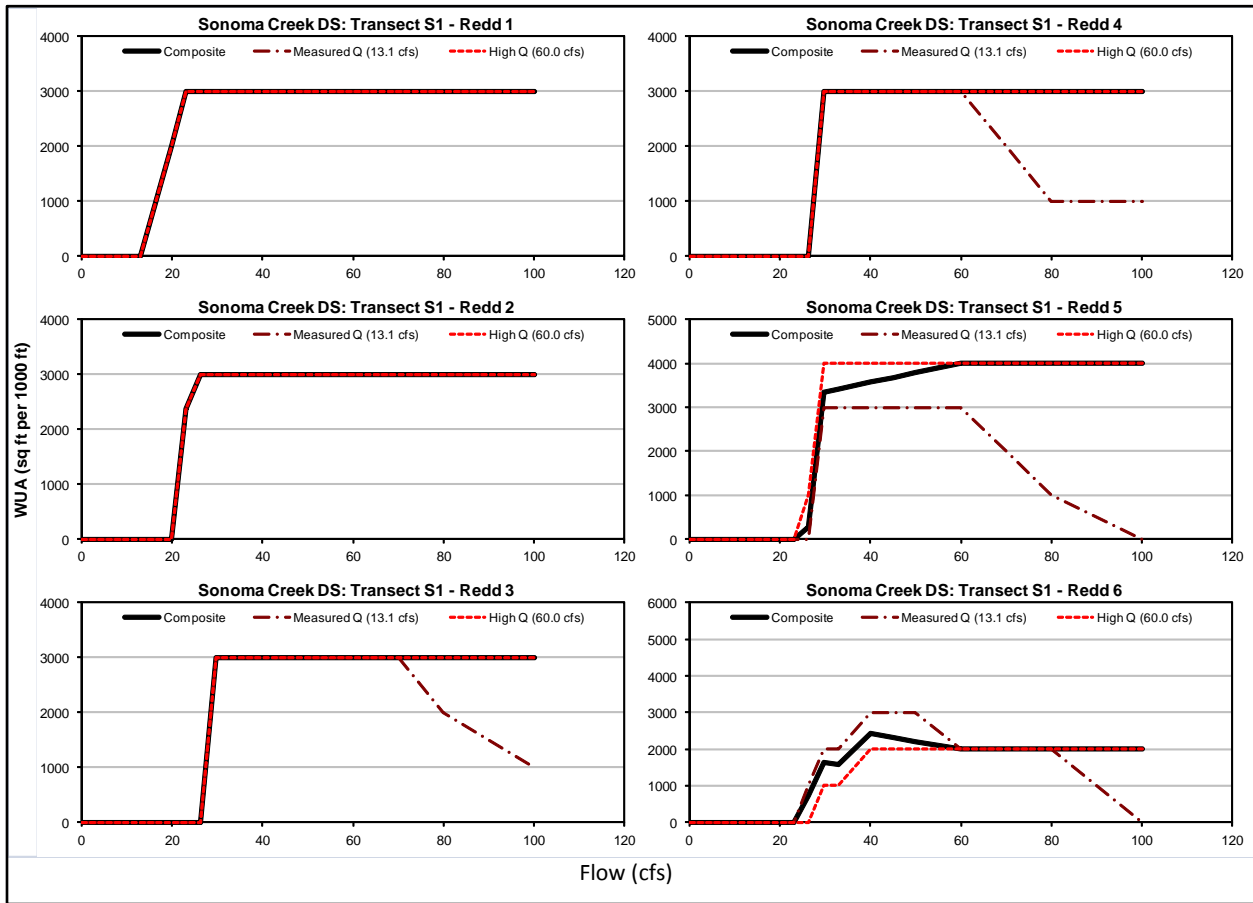 Sonoma Creek DS: Transect S1 - Redd 1
Composite Measured Q (13.1 cfs) High Q (60.0 cfs)
4000
3000
2000
1000
0
0 20 40 60 80 100 120
Sonoma Creek DS: Transect S1 - Redd 2
Composite Measured Q (13.1 cfs) High Q (60.0 cfs)
4000
3000
2000
1000
0
0 20 40 60 80 100 120
Sonoma Creek DS: Transect S1 - Redd 3
Composite Measured Q (13.1 cfs) High Q (60.0 cfs)
4000
3000
2000
1000
0
0 20 40 60 80 100 120
Sonoma Creek DS: Transect S1 - Redd 4
Composite Measured Q (13.1 cfs) High Q (60.0 cfs)
4000
3000
2000
1000
0
0 20 40 60 80 100 120
Sonoma Creek DS: Transect S1 - Redd 5
Composite Measured Q (13.1 cfs) High Q (60.0 cfs)
5000
4000
3000
2000
1000
0
0 20 40 60 80 100 120
Sonoma Creek DS: Transect S1 - Redd 6
Composite Measured Q (13.1 cfs) High Q (60.0 cfs)
6000
5000
4000
3000
2000
1000
0
0 20 40 60 80 100 120
WUA (sq ft per 1000 ft)
Flow (cfs)